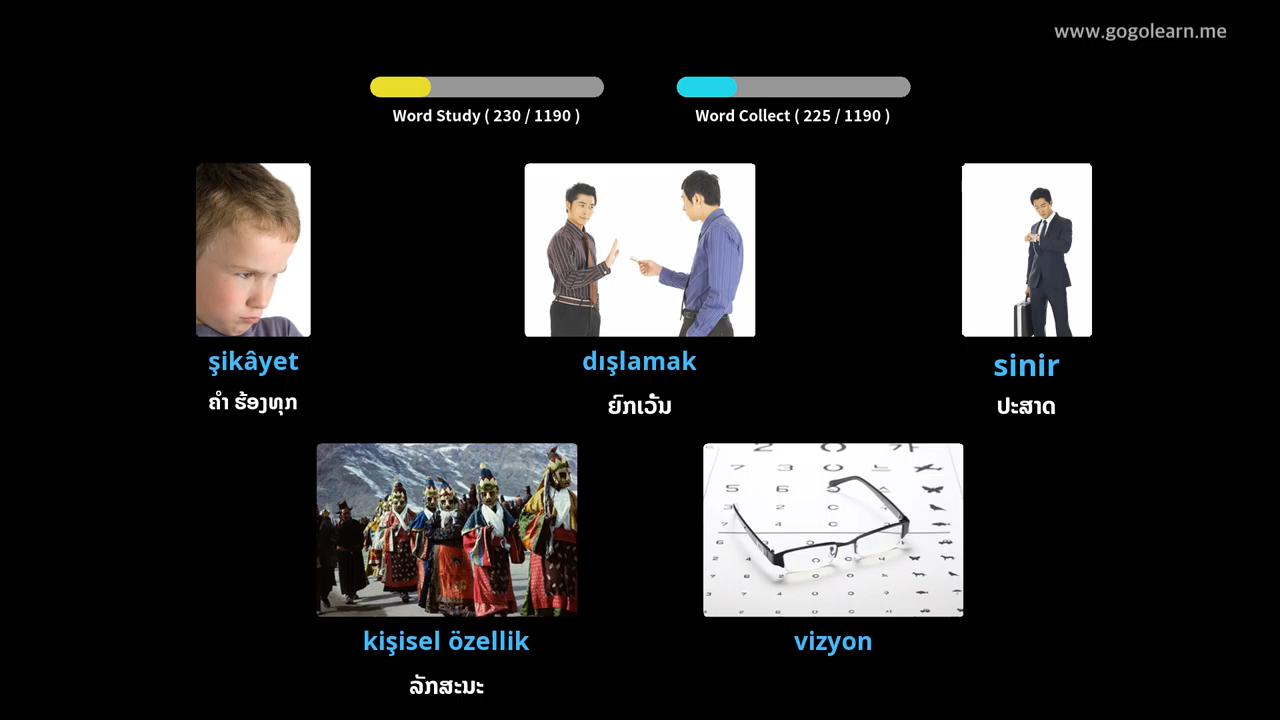 www.gogolearn.me
Word Study ( 230 / 1190 )
Word Collect ( 225 / 1190 )
şikâyet
dışlamak
sinir
ຄຳ ຮ້ອງທຸກ
ຍົກເວັ້ນ
ປະສາດ
kişisel özellik
vizyon
ລັກສະນະ